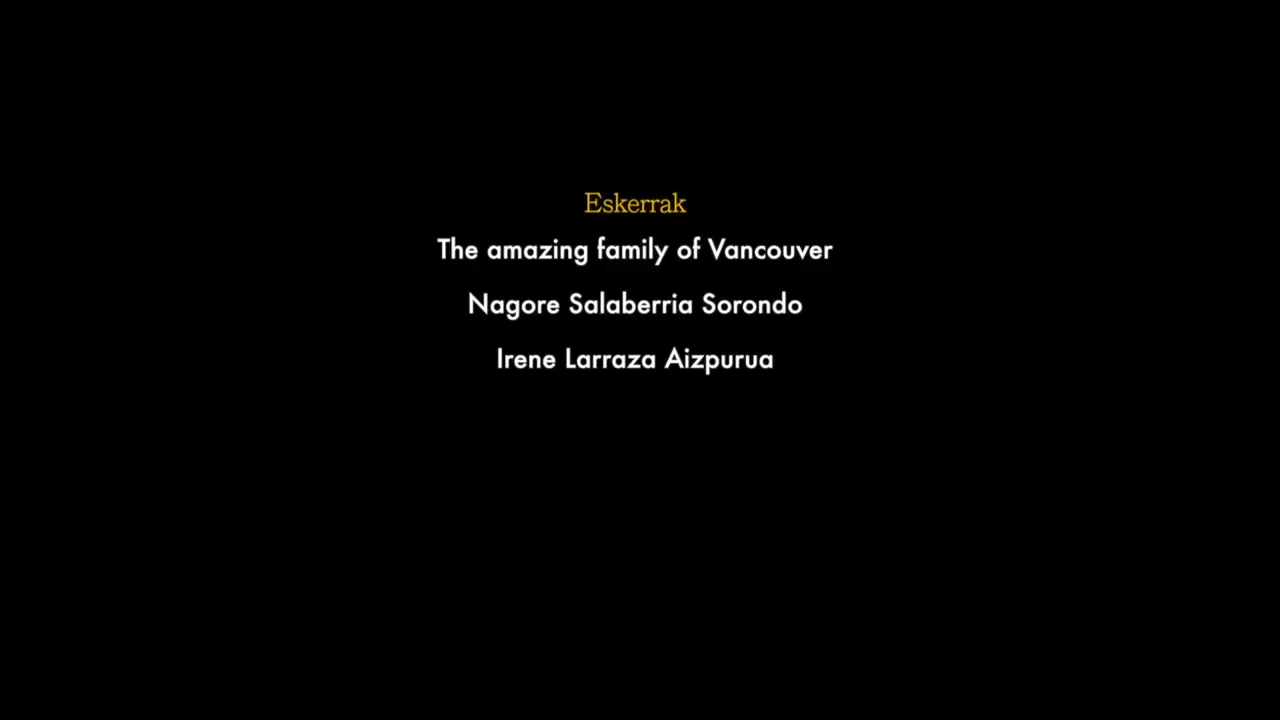 Eskerrak
The amazing family of Vancouver
Nagore Salaberria Sorondo
Irene Larraza Aizpurua